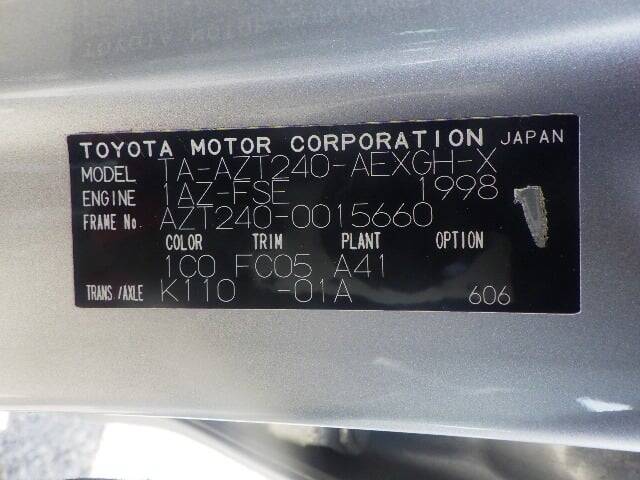 TOYOTA MOTOR CORPORATION JAPAN
MODEL TA-AZT240-AEXGH-X
ENGINE 1AZ-FSE 1998
FRAME No. AZT240-0015660
COLOR TRIM PLANT OPTION
1C0 FC05 A41
TRANS./AXLE K110 -01A 606